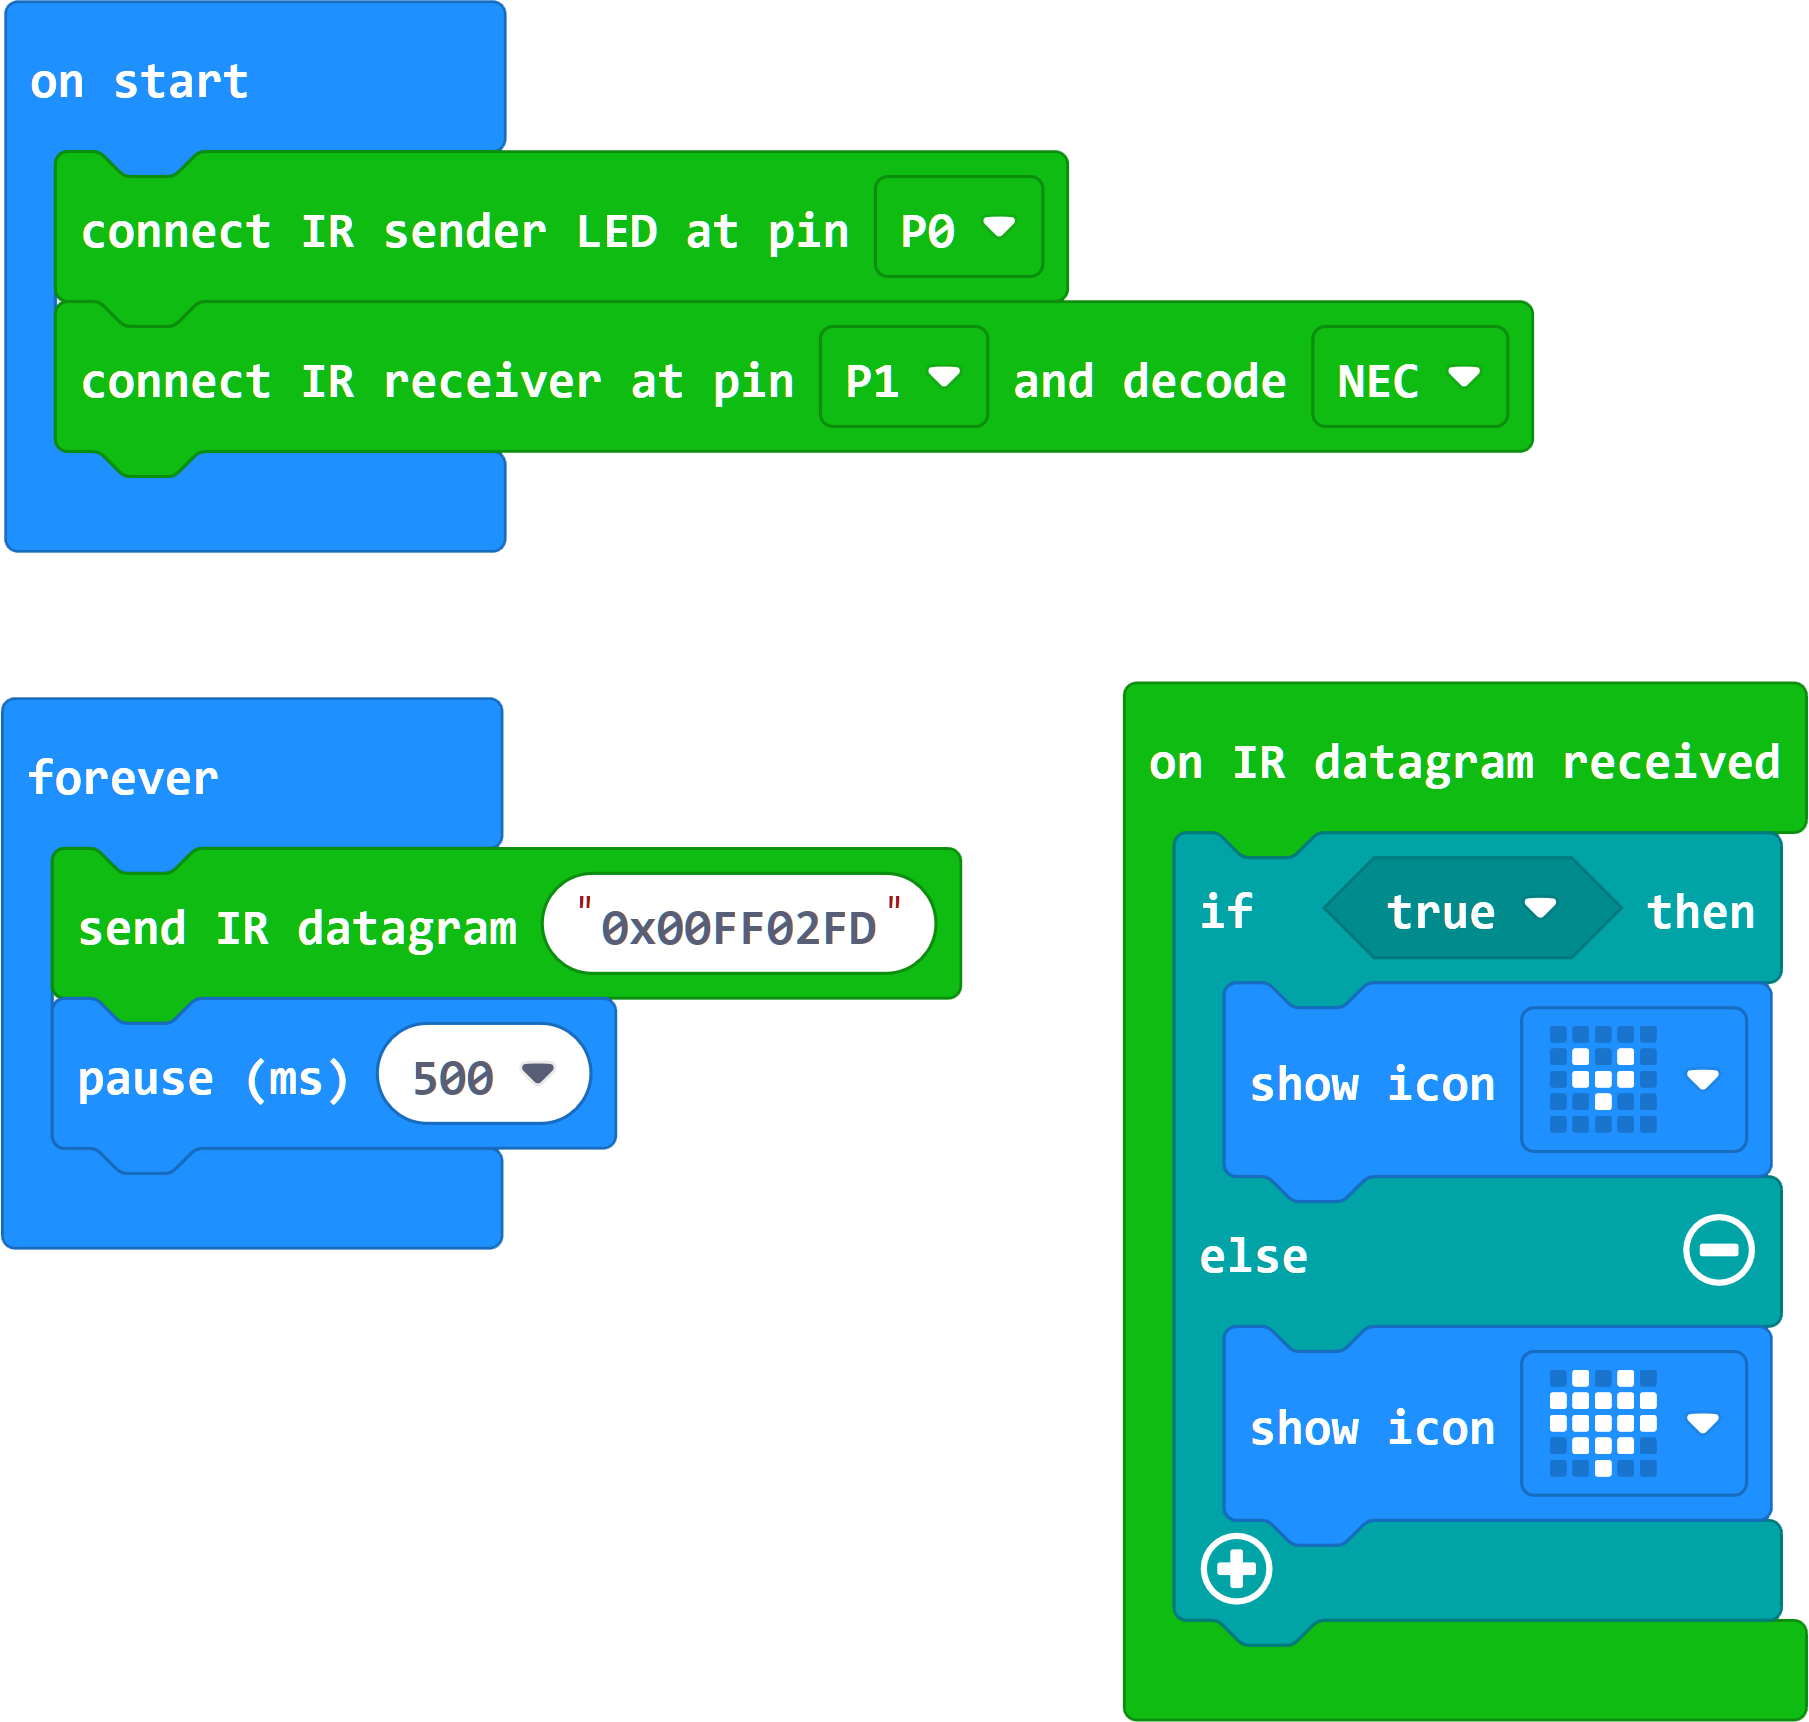 on start
connect IR sender LED at pin P0
connect IR receiver at pin P1 and decode NEC
forever
send IR datagram "0x00FF02FD"
pause (ms) 500
on IR datagram received
if true then
show icon
else
show icon